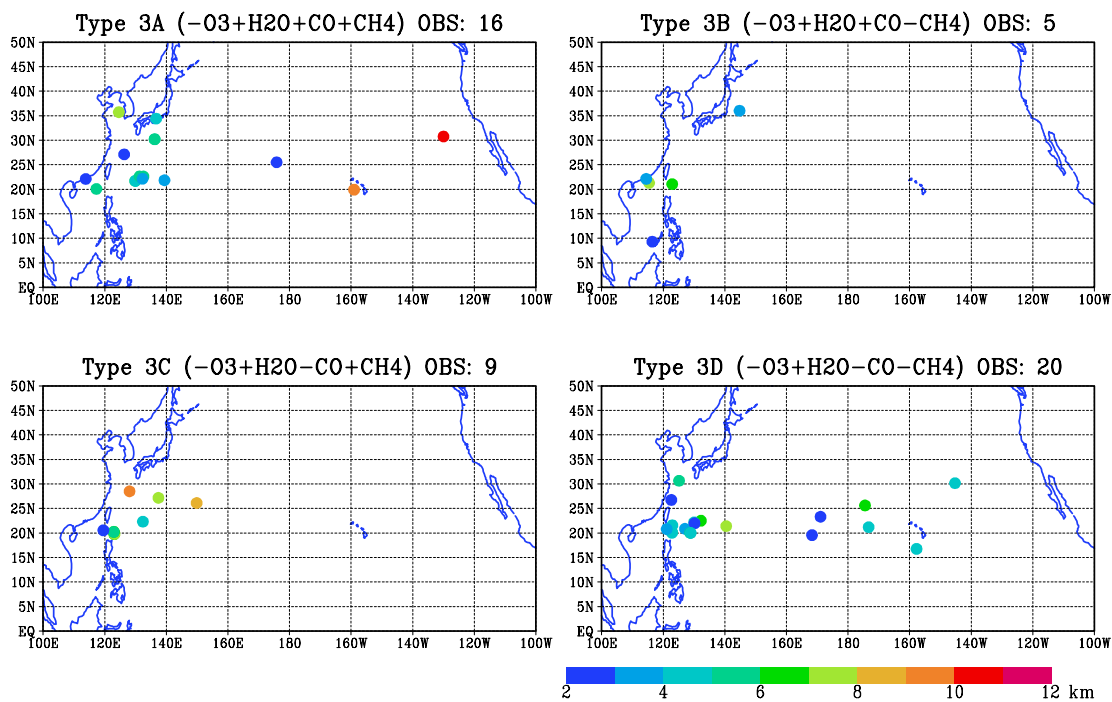 Type 3A (−O3+H2O+CO+CH4) OBS: 16
50N
45N
40N
35N
30N
25N
20N
15N
10N
5N
EQ
100E 120E 140E 160E 180 160W 140W 120W 100W
Type 3B (−O3+H2O+CO−CH4) OBS: 5
50N
45N
40N
35N
30N
25N
20N
15N
10N
5N
EQ
100E 120E 140E 160E 180 160W 140W 120W 100W
Type 3C (−O3+H2O−CO+CH4) OBS: 9
50N
45N
40N
35N
30N
25N
20N
15N
10N
5N
EQ
100E 120E 140E 160E 180 160W 140W 120W 100W
Type 3D (−O3+H2O−CO−CH4) OBS: 20
50N
45N
40N
35N
30N
25N
20N
15N
10N
5N
EQ
100E 120E 140E 160E 180 160W 140W 120W 100W
2 4 6 8 10 12 km